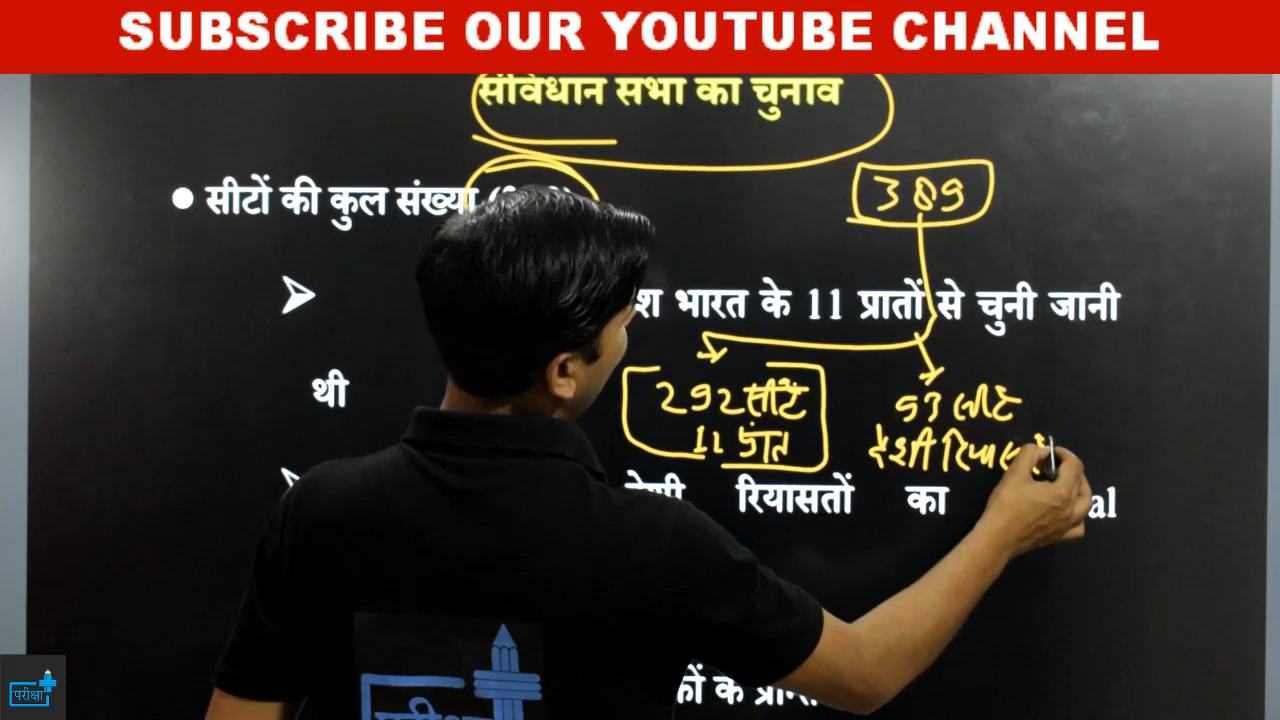 SUBSCRIBE OUR YOUTUBE CHANNEL
संविधान सभा का चुनाव
● सीटों की कुल संख्या
389
भारत के 11 प्रातों से चुनी जानी
थी
292 सीटें
11 प्रांत
93 सीटें
देशी रियासतें
देशी रियासतों का al
परीक्षा